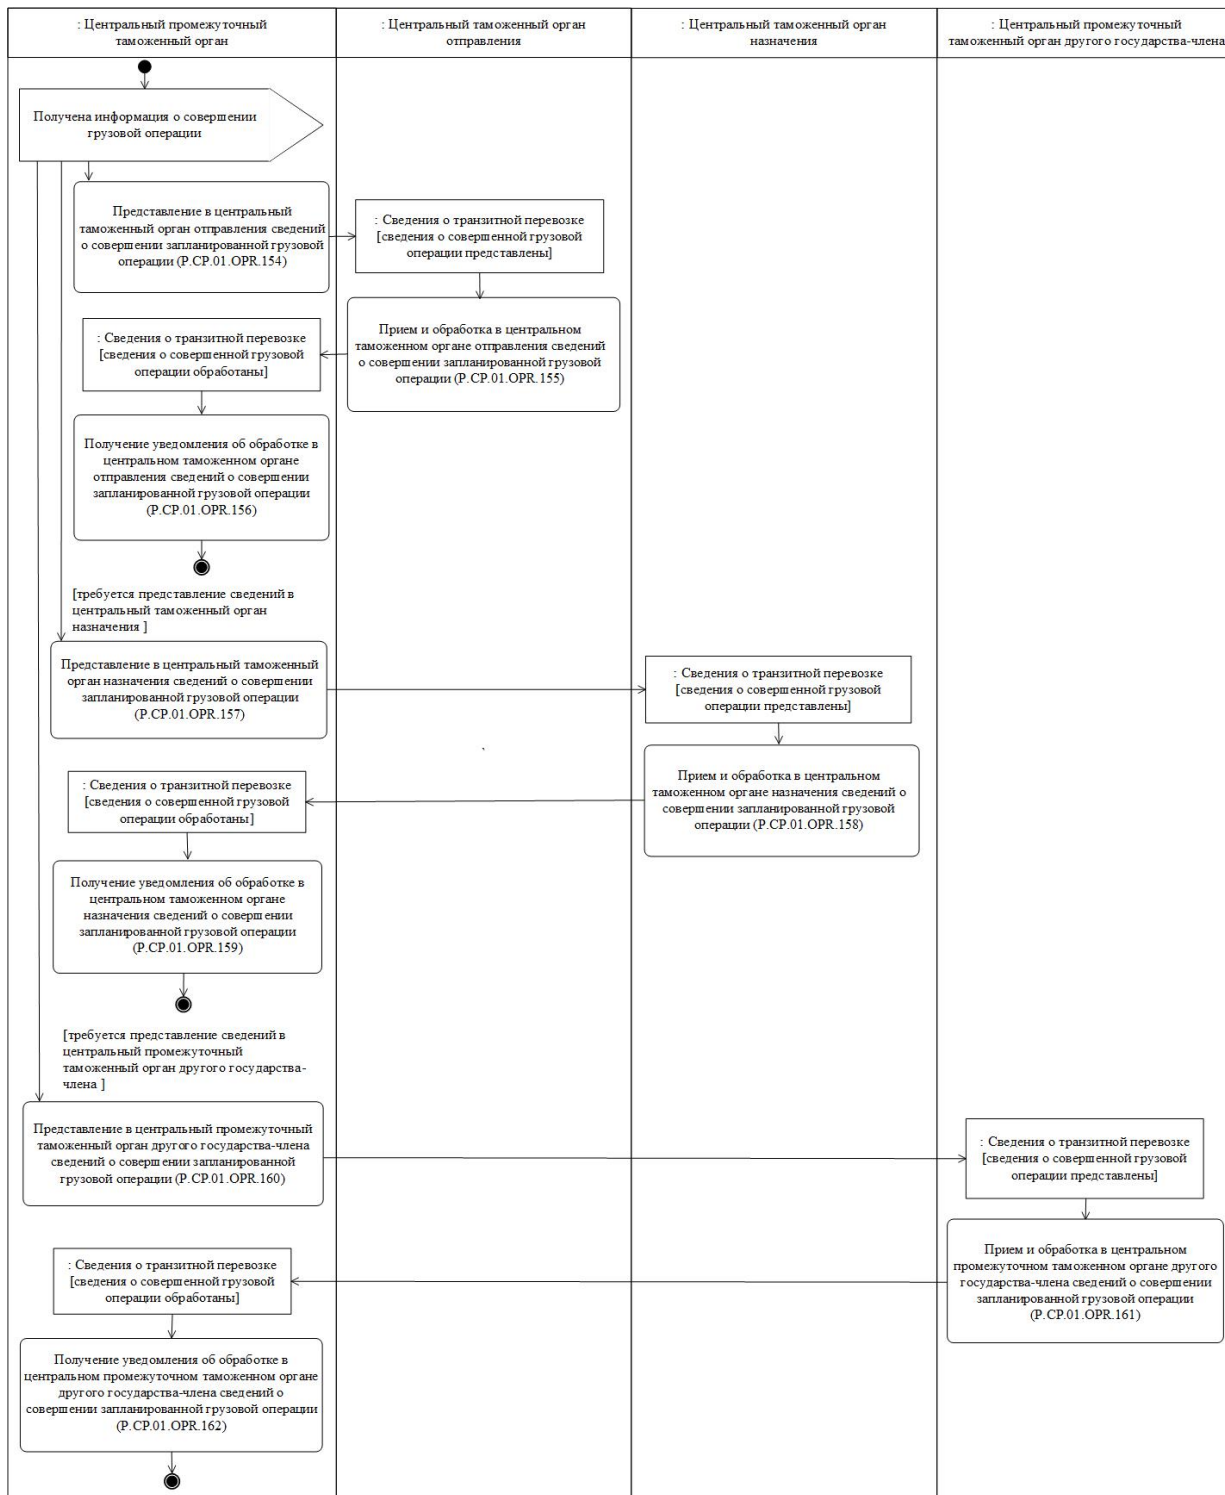 : Центральный промежуточный
таможенный орган
: Центральный таможенный орган
отправления
: Центральный таможенный орган
назначения
: Центральный промежуточный
таможенный орган другого государства-члена
Получена информация о совершении
грузовой операции
Представление в центральный
таможенный орган отправления сведений
о совершении запланированной грузовой
операции (P.CP.01.OPR.154)
: Сведения о транзитной перевозке
[сведения о совершенной грузовой
операции представлены]
Прием и обработка в центральном
таможенном органе отправления сведений
о совершении запланированной грузовой
операции (P.CP.01.OPR.155)
: Сведения о транзитной перевозке
[сведения о совершенной грузовой
операции обработаны]
Получение уведомления об обработке в
центральном таможенном органе
отправления сведений о совершении
запланированной грузовой операции
(P.CP.01.OPR.156)
[требуется представление сведений в
центральный таможенный орган
назначения ]
Представление в центральный таможенный
орган назначения сведений о совершении
запланированной грузовой операции
(P.CP.01.OPR.157)
: Сведения о транзитной перевозке
[сведения о совершенной грузовой
операции представлены]
Прием и обработка в центральном
таможенном органе назначения сведений о
совершении запланированной грузовой
операции (P.CP.01.OPR.158)
: Сведения о транзитной перевозке
[сведения о совершенной грузовой
операции обработаны]
Получение уведомления об обработке в
центральном таможенном органе
назначения сведений о совершении
запланированной грузовой операции
(P.CP.01.OPR.159)
[требуется представление сведений в
центральный промежуточный
таможенный орган другого государства-
члена ]
Представление в центральный промежуточный
таможенный орган другого государства-члена
сведений о совершении запланированной
грузовой операции (P.CP.01.OPR.160)
: Сведения о транзитной перевозке
[сведения о совершенной грузовой
операции представлены]
Прием и обработка в центральном
промежуточном таможенном органе другого
государства-члена сведений о совершении
запланированной грузовой операции
(P.CP.01.OPR.161)
: Сведения о транзитной перевозке
[сведения о совершенной грузовой
операции обработаны]
Получение уведомления об обработке в
центральном промежуточном таможенном органе
другого государства-члена сведений о
совершении запланированной грузовой операции
(P.CP.01.OPR.162)